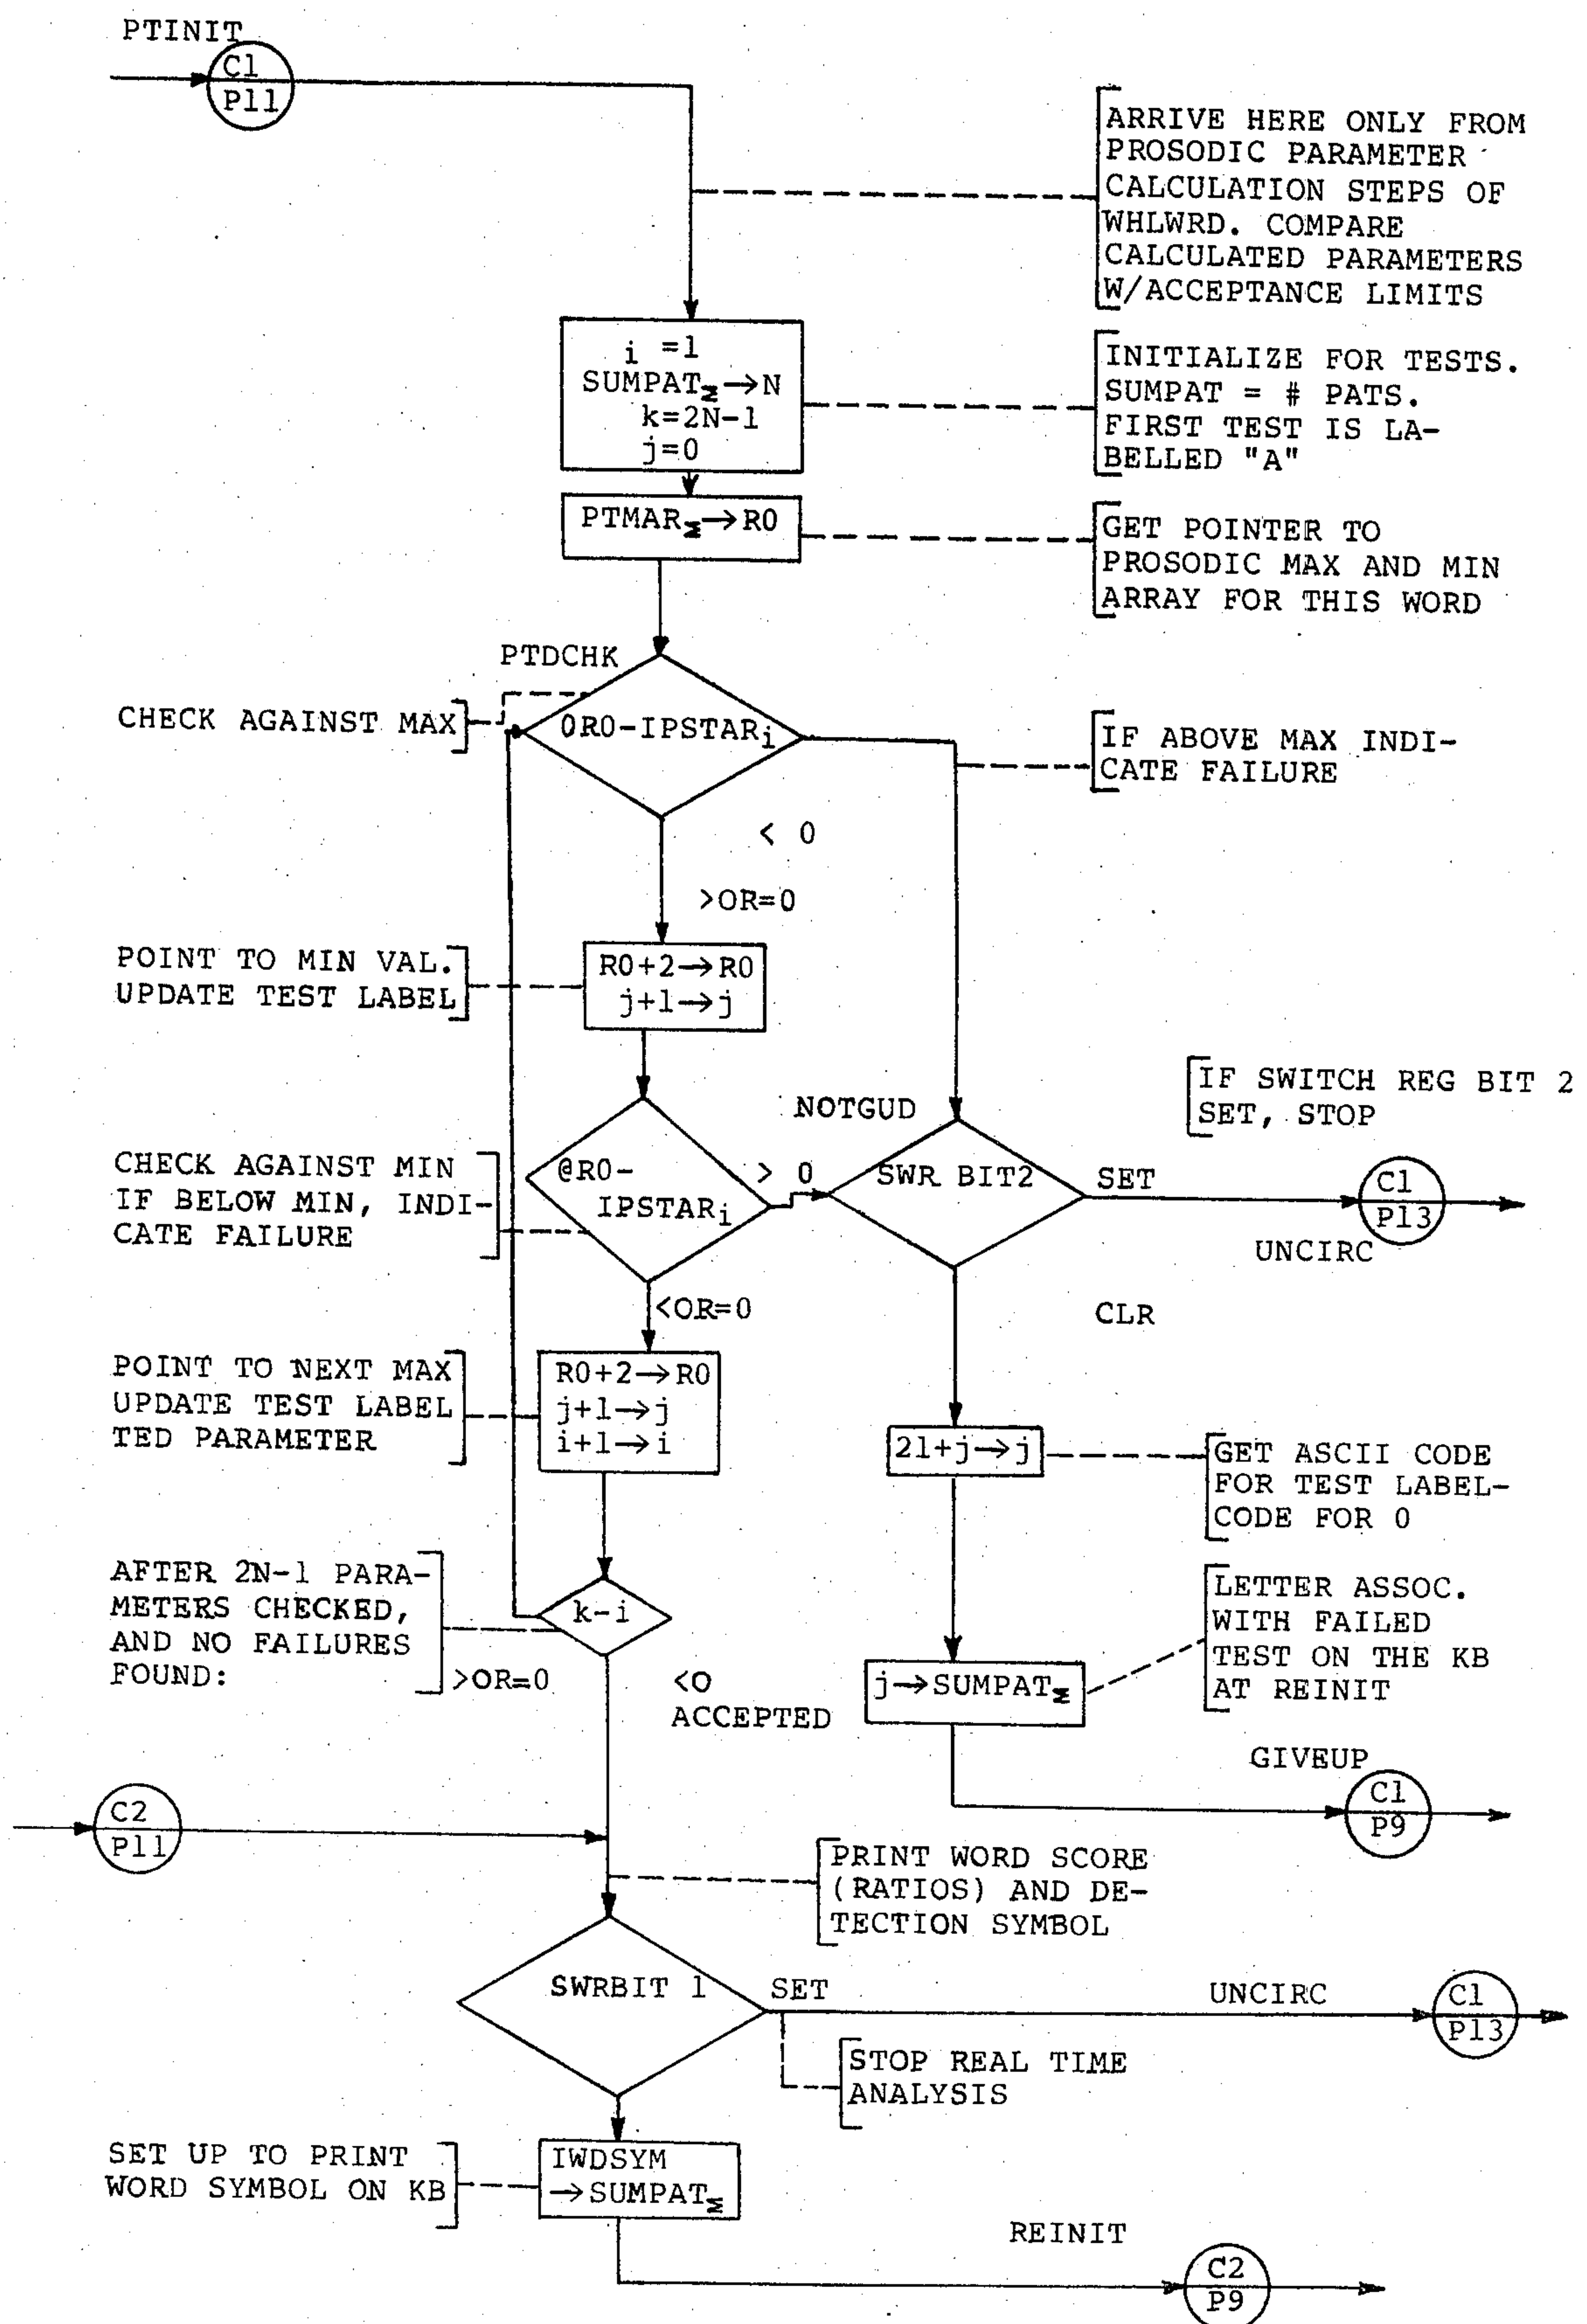 PTINIT
C1
P11
ARRIVE HERE ONLY FROM
PROSODIC PARAMETER
CALCULATION STEPS OF
WHLWRD. COMPARE
CALCULATED PARAMETERS
W/ACCEPTANCE LIMITS
i =1
SUMPAT_Σ→N
k=2N-1
j=0
INITIALIZE FOR TESTS.
SUMPAT = # PATS.
FIRST TEST IS LA-
BELLED "A"
PTMAR_Σ→R0
GET POINTER TO
PROSODIC MAX AND MIN
ARRAY FOR THIS WORD
PTDCHK
CHECK AGAINST MAX
0R0-IPSTARi
IF ABOVE MAX INDI-
CATE FAILURE
< 0
>OR=0
POINT TO MIN VAL.
UPDATE TEST LABEL
R0+2→R0
j+1→j
IF SWITCH REG BIT 2
SET, STOP
NOTGUD
CHECK AGAINST MIN
IF BELOW MIN, INDI-
CATE FAILURE
@R0-
IPSTARi
> 0
SWR BIT2
SET
C1
P13
UNCIRC
<OR=0
CLR
POINT TO NEXT MAX
UPDATE TEST LABEL
TED PARAMETER
R0+2→R0
j+1→j
i+1→i
21+j→j
GET ASCII CODE
FOR TEST LABEL-
CODE FOR 0
AFTER 2N-1 PARA-
METERS CHECKED,
AND NO FAILURES
FOUND:
k-i
>OR=0
<0
ACCEPTED
j→SUMPAT_Σ
LETTER ASSOC.
WITH FAILED
TEST ON THE KB
AT REINIT
GIVEUP
C1
P9
C2
P11
PRINT WORD SCORE
(RATIOS) AND DE-
TECTION SYMBOL
SWRBIT 1
SET
UNCIRC
C1
P13
STOP REAL TIME
ANALYSIS
SET UP TO PRINT
WORD SYMBOL ON KB
IWDSYM
→SUMPAT_Σ
REINIT
C2
P9